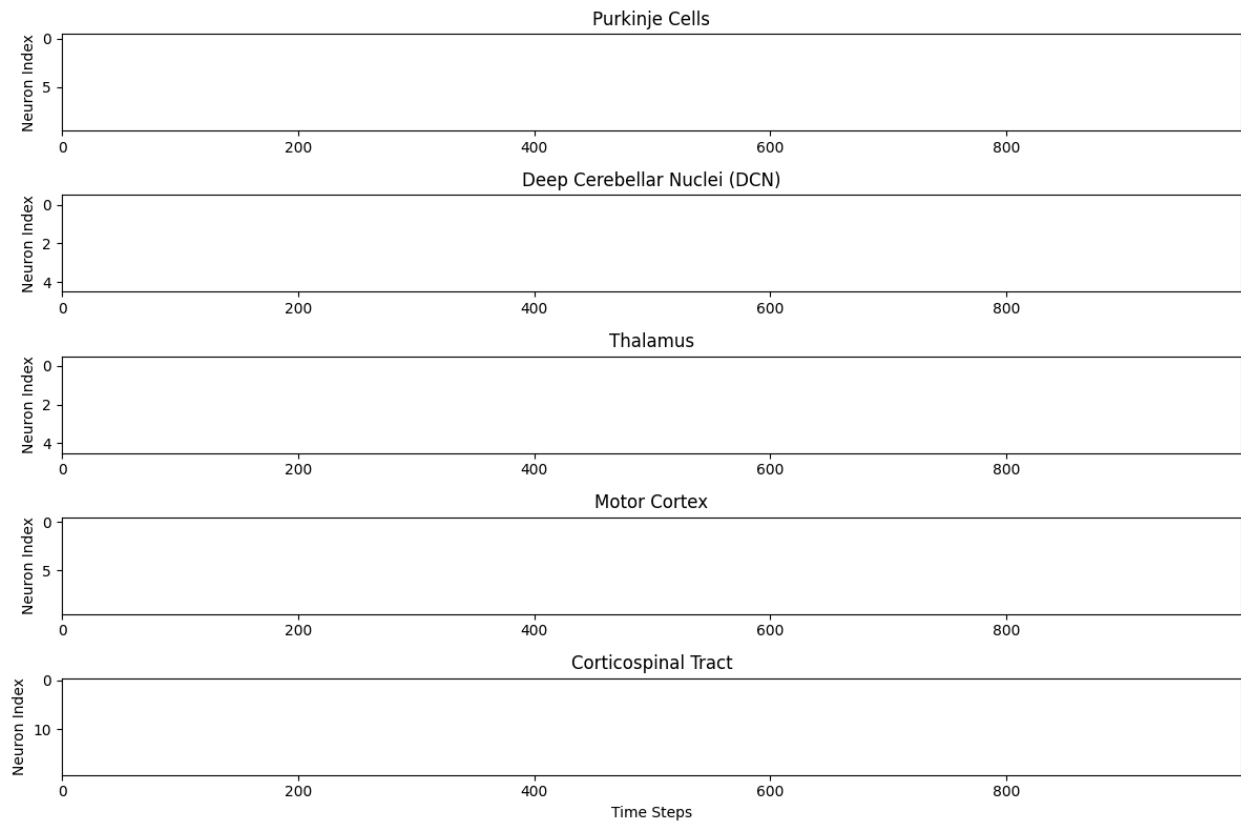 Purkinje Cells
Neuron Index
0
5
0 200 400 600 800
Deep Cerebellar Nuclei (DCN)
Neuron Index
0
2
4
0 200 400 600 800
Thalamus
Neuron Index
0
2
4
0 200 400 600 800
Motor Cortex
Neuron Index
0
5
0 200 400 600 800
Corticospinal Tract
Neuron Index
0
10
0 200 400 600 800
Time Steps